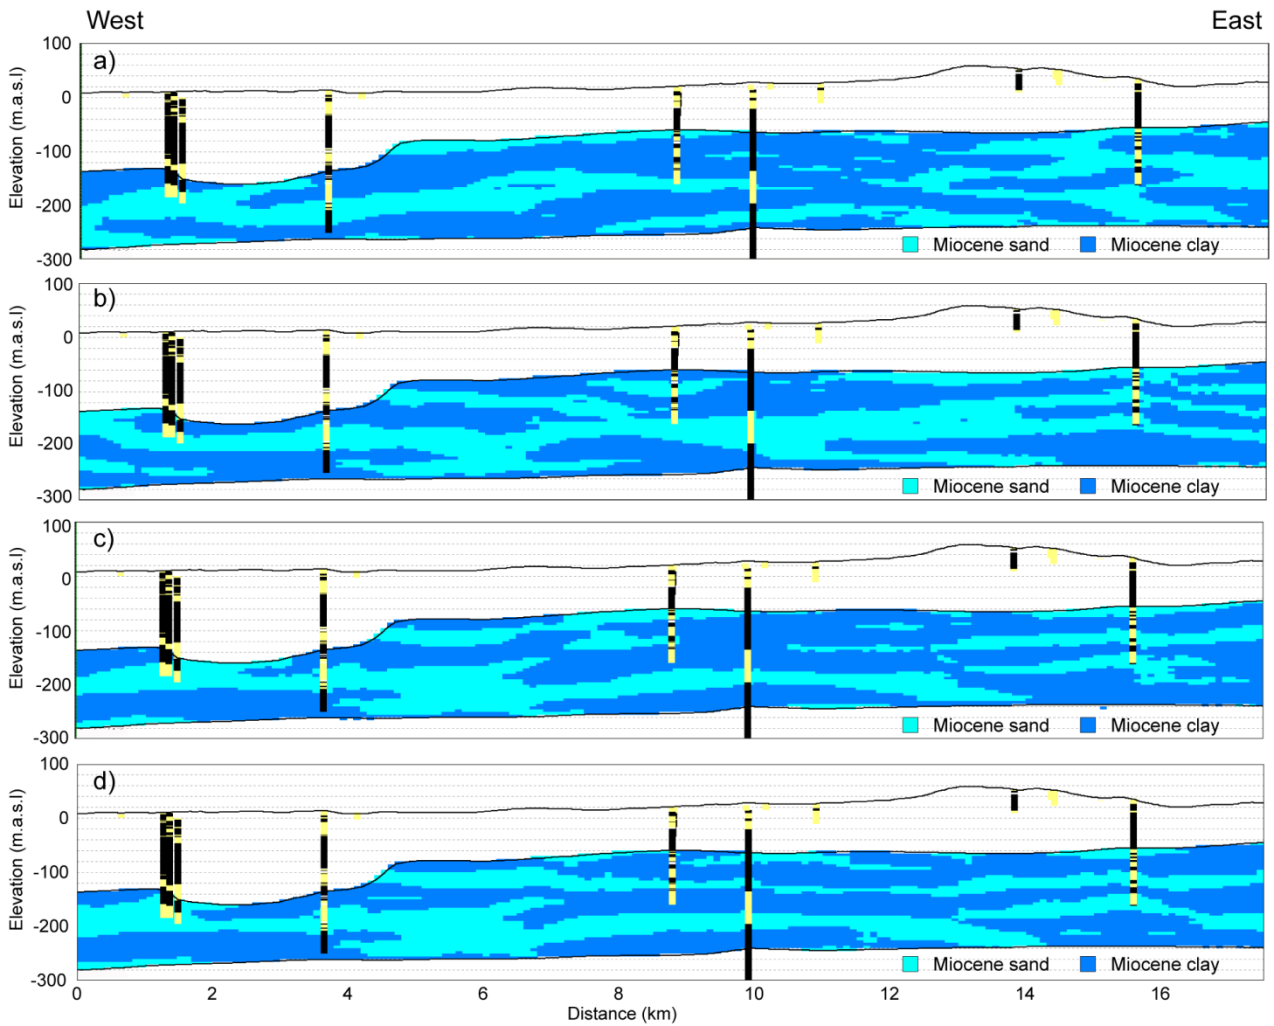 West East
a)
100
0
-100
-200
-300
Elevation (m.a.s.l)
Miocene sand Miocene clay
b)
100
0
-100
-200
-300
Elevation (m.a.s.l)
Miocene sand Miocene clay
c)
100
0
-100
-200
-300
Elevation (m.a.s.l)
Miocene sand Miocene clay
d)
100
0
-100
-200
-300
Elevation (m.a.s.l)
Miocene sand Miocene clay
0 2 4 6 8 10 12 14 16
Distance (km)